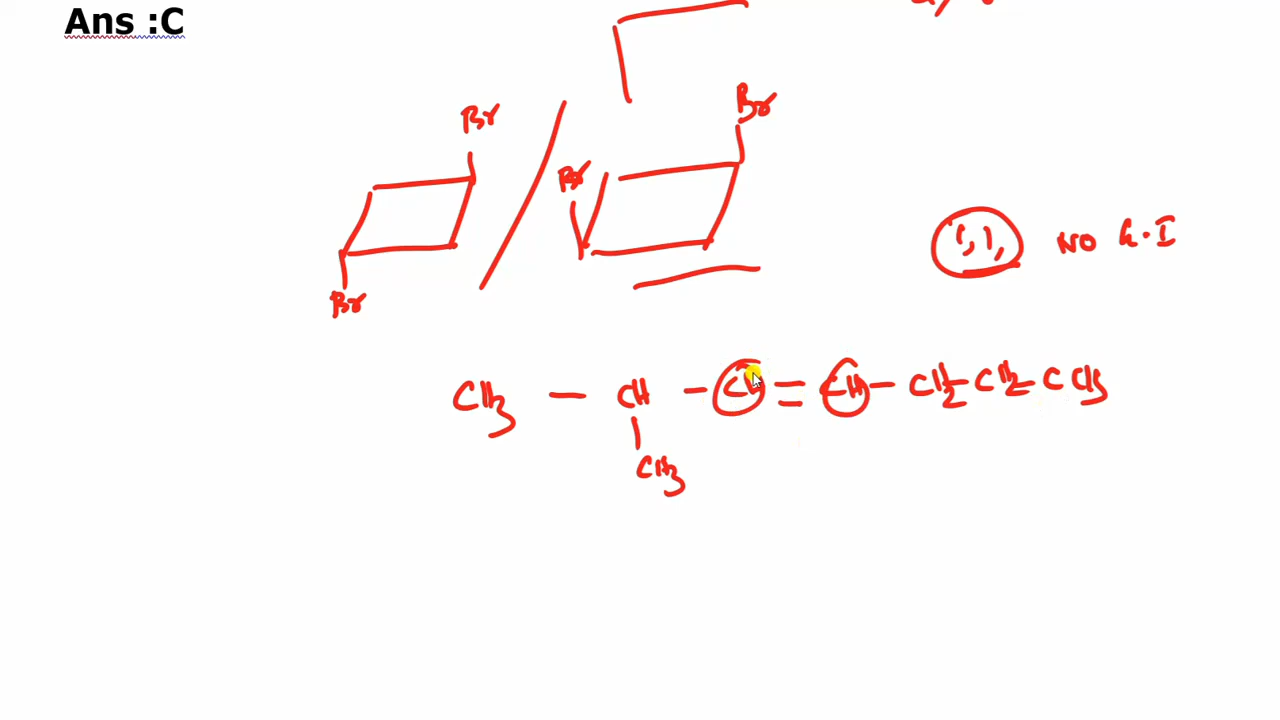 Ans :C
Br
Br
Br
Br
1,1, NO G.I
CH3 - CH - CH = CH - CH2 - CH2 - C CH3
CH3